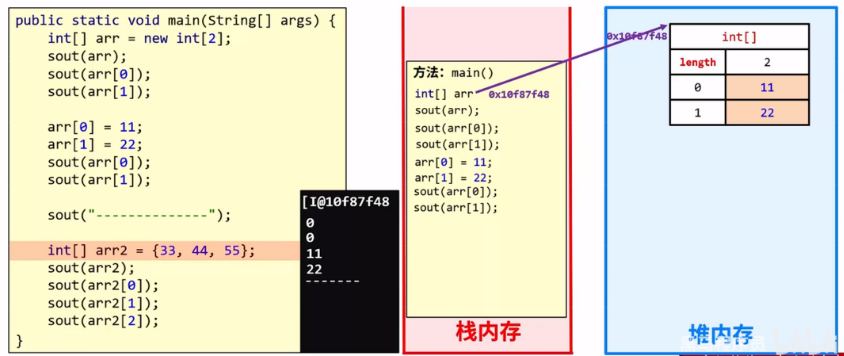 public static void main(String[] args) {
int[] arr = new int[2];
sout(arr);
sout(arr[0]);
sout(arr[1]);
arr[0] = 11;
arr[1] = 22;
sout(arr[0]);
sout(arr[1]);
sout("--------------");
int[] arr2 = {33, 44, 55};
sout(arr2);
sout(arr2[0]);
sout(arr2[1]);
sout(arr2[2]);
}
[I@10f87f48
0
0
11
22
-------
方法: main()
int[] arr 0x10f87f48
sout(arr);
sout(arr[0]);
sout(arr[1]);
arr[0] = 11;
arr[1] = 22;
sout(arr[0]);
sout(arr[1]);
栈内存
0x10f87f48
int[]
length 2
0 11
1 22
堆内存